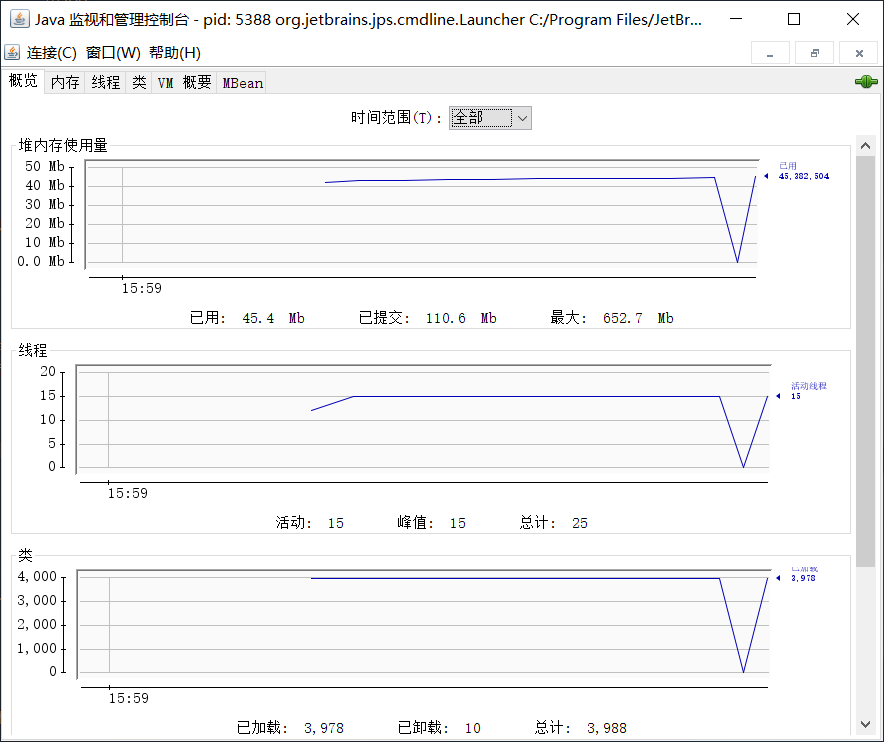 Java 监视和管理控制台 - pid: 5388 org.jetbrains.jps.cmdline.Launcher C:/Program Files/JetBr...
连接(C) 窗口(W) 帮助(H)
概览 内存 线程 类 VM 概要 MBean
时间范围(T): 全部
堆内存使用量
50 Mb
40 Mb
30 Mb
20 Mb
10 Mb
0.0 Mb
已用
45,382,504
15:59
已用: 45.4 Mb 已提交: 110.6 Mb 最大: 652.7 Mb
线程
20
15
10
5
0
活动线程
15
15:59
活动: 15 峰值: 15 总计: 25
类
4,000
3,000
2,000
1,000
0
已加载
3,978
15:59
已加载: 3,978 已卸载: 10 总计: 3,988